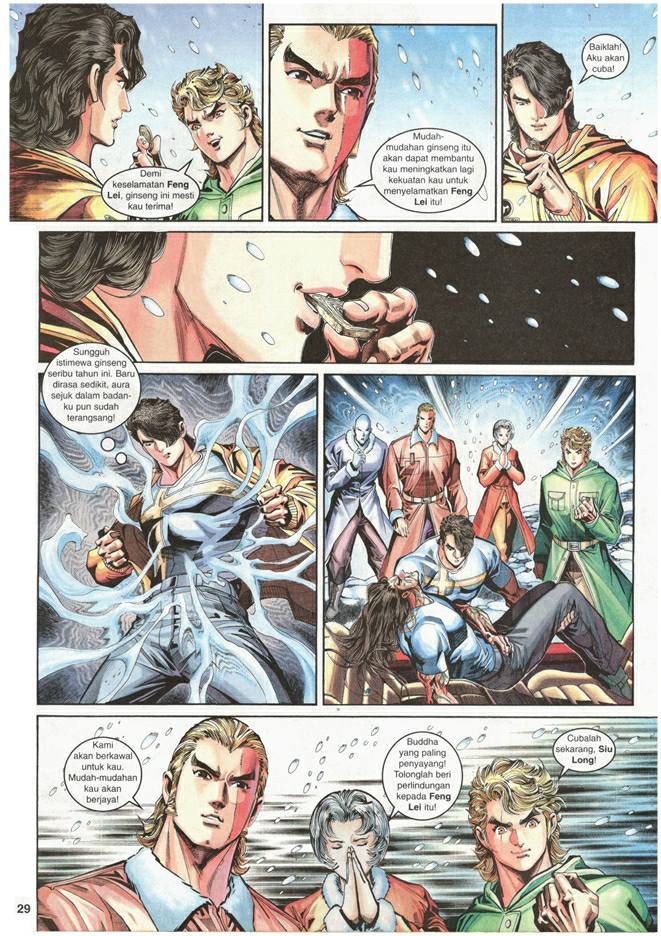 Demi
keselamatan Feng
Lei, ginseng ini mesti
kau terima!
Mudah-
mudahan ginseng itu
akan dapat membantu
kau meningkatkan lagi
kekuatan kau untuk
menyelamatkan Feng
Lei itu!
Baiklah!
Aku akan
cuba!
Sungguh
istimewa ginseng
seribu tahun ini. Baru
dirasa sedikit, aura
sejuk dalam badan-
ku pun sudah
terangsang!
Kami
akan berkawal
untuk kau.
Mudah-mudahan
kau akan
berjaya!
Buddha
yang paling
penyayang!
Tolonglah beri
perlindungan
kepada Feng
Lei itu!
Cubalah
sekarang, Siu
Long!
29